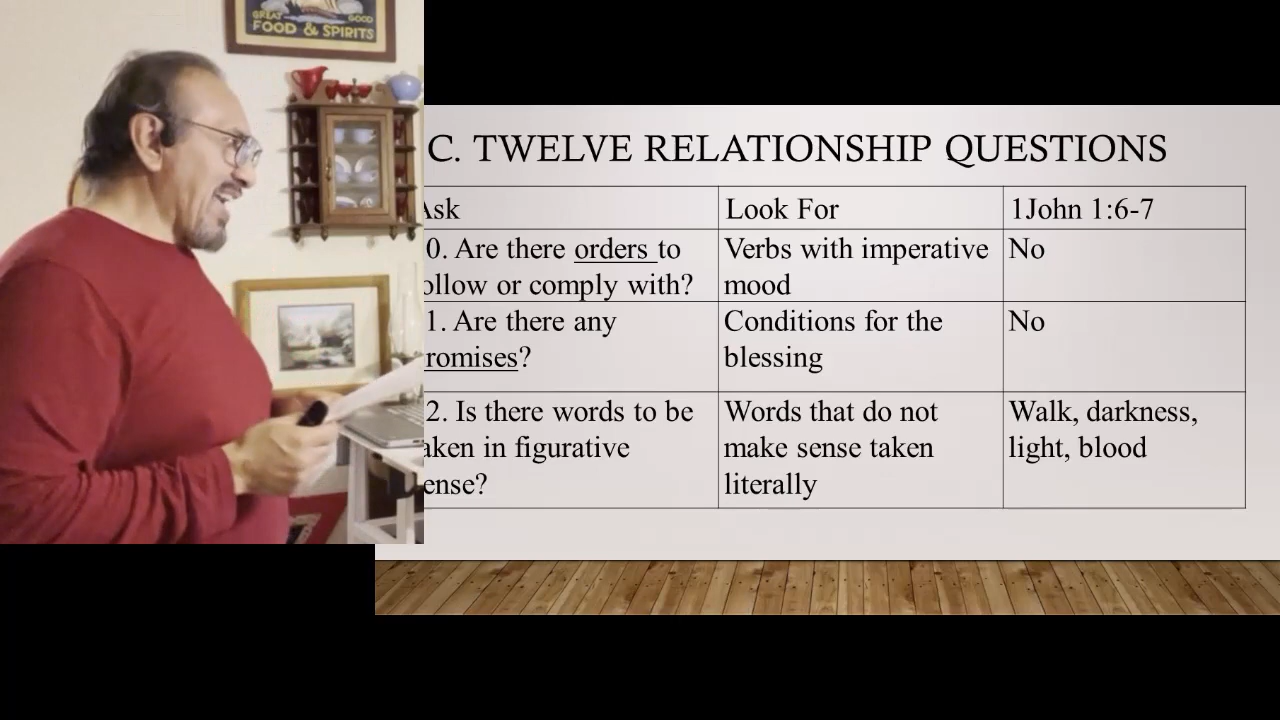 GREAT GOOD
FOOD & SPIRITS
C. TWELVE RELATIONSHIP QUESTIONS
Ask
Look For
1John 1:6-7
0. Are there orders to
ollow or comply with?
Verbs with imperative
mood
No
1. Are there any
romises?
Conditions for the
blessing
No
2. Is there words to be
aken in figurative
ense?
Words that do not
make sense taken
literally
Walk, darkness,
light, blood